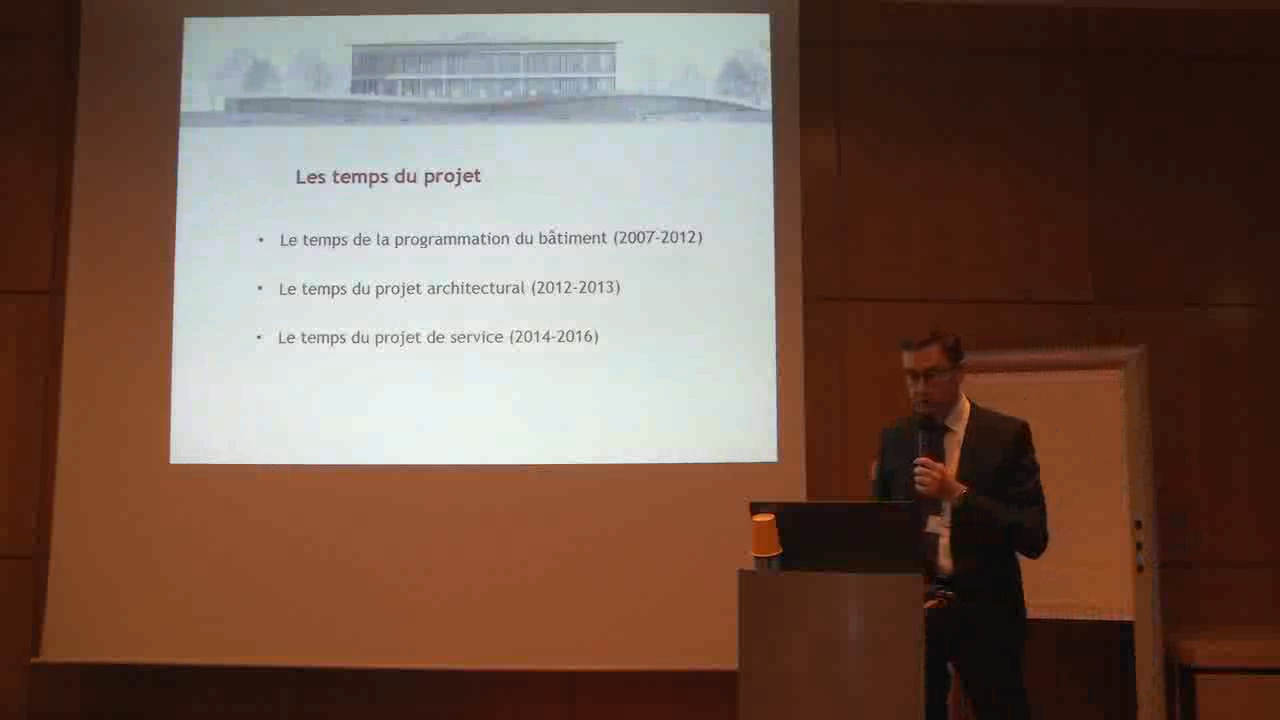 Les temps du projet
• Le temps de la programmation du bâtiment (2007-2012)
• Le temps du projet architectural (2012-2013)
• Le temps du projet de service (2014-2016)